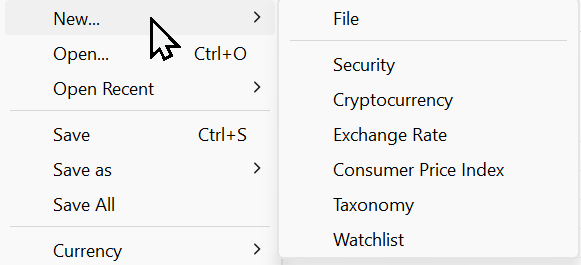 New...
Open... Ctrl+O
Open Recent
Save Ctrl+S
Save as
Save All
Currency
File
Security
Cryptocurrency
Exchange Rate
Consumer Price Index
Taxonomy
Watchlist